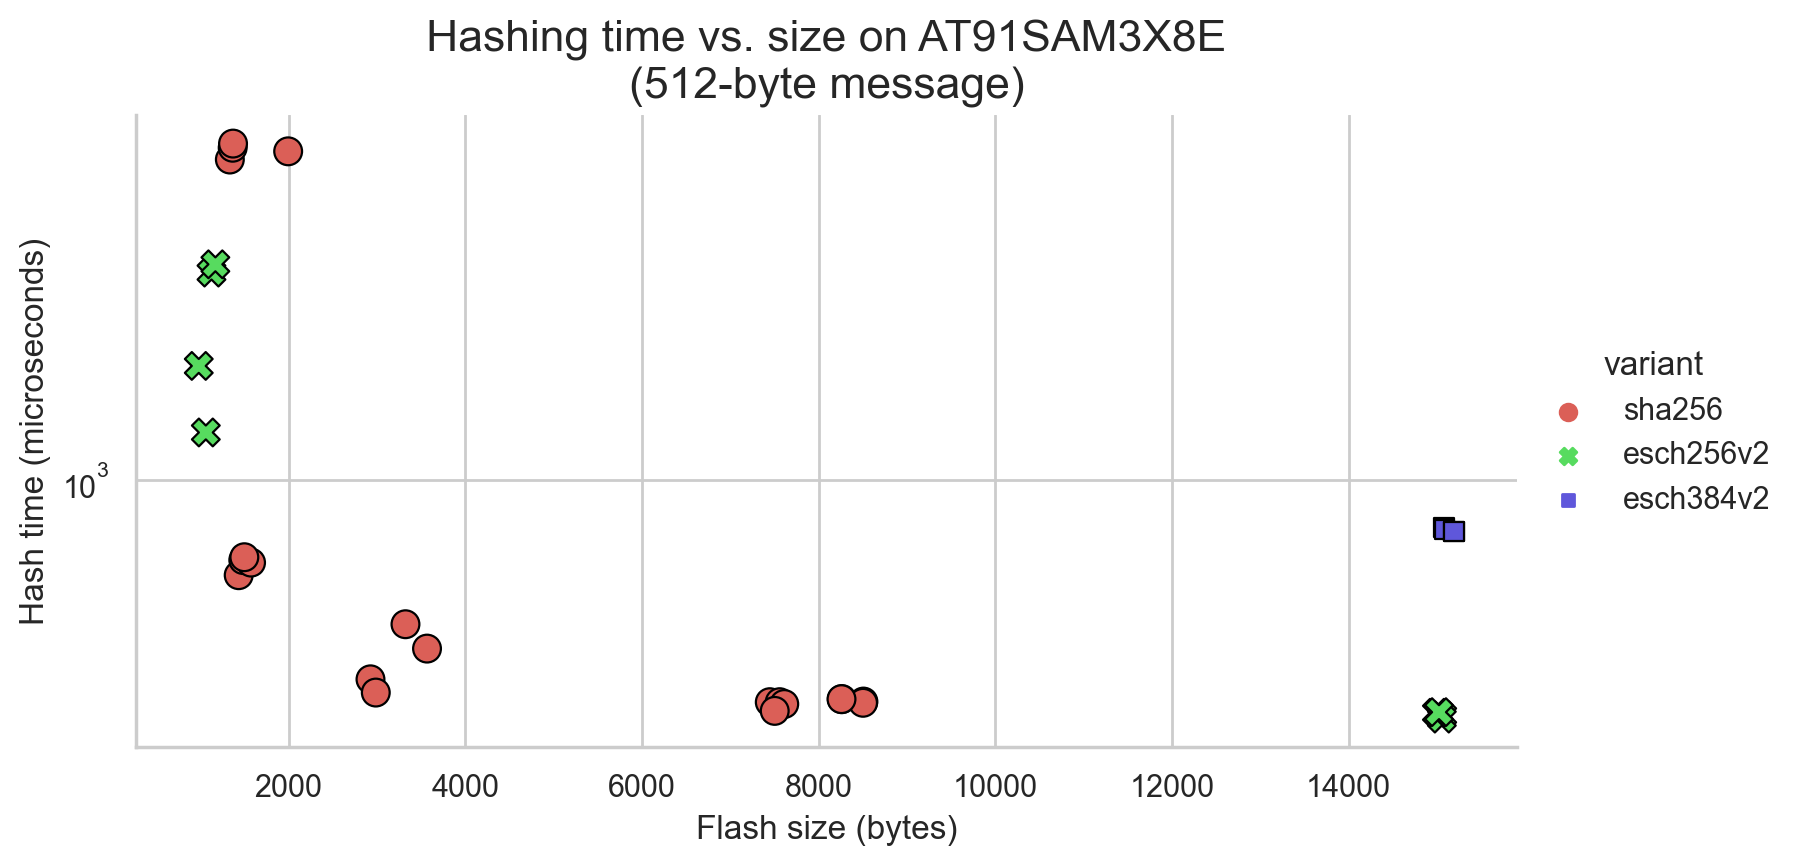 Hashing time vs. size on AT91SAM3X8E
(512-byte message)
Hash time (microseconds)
10³
2000 4000 6000 8000 10000 12000 14000
Flash size (bytes)
variant
sha256
esch256v2
esch384v2